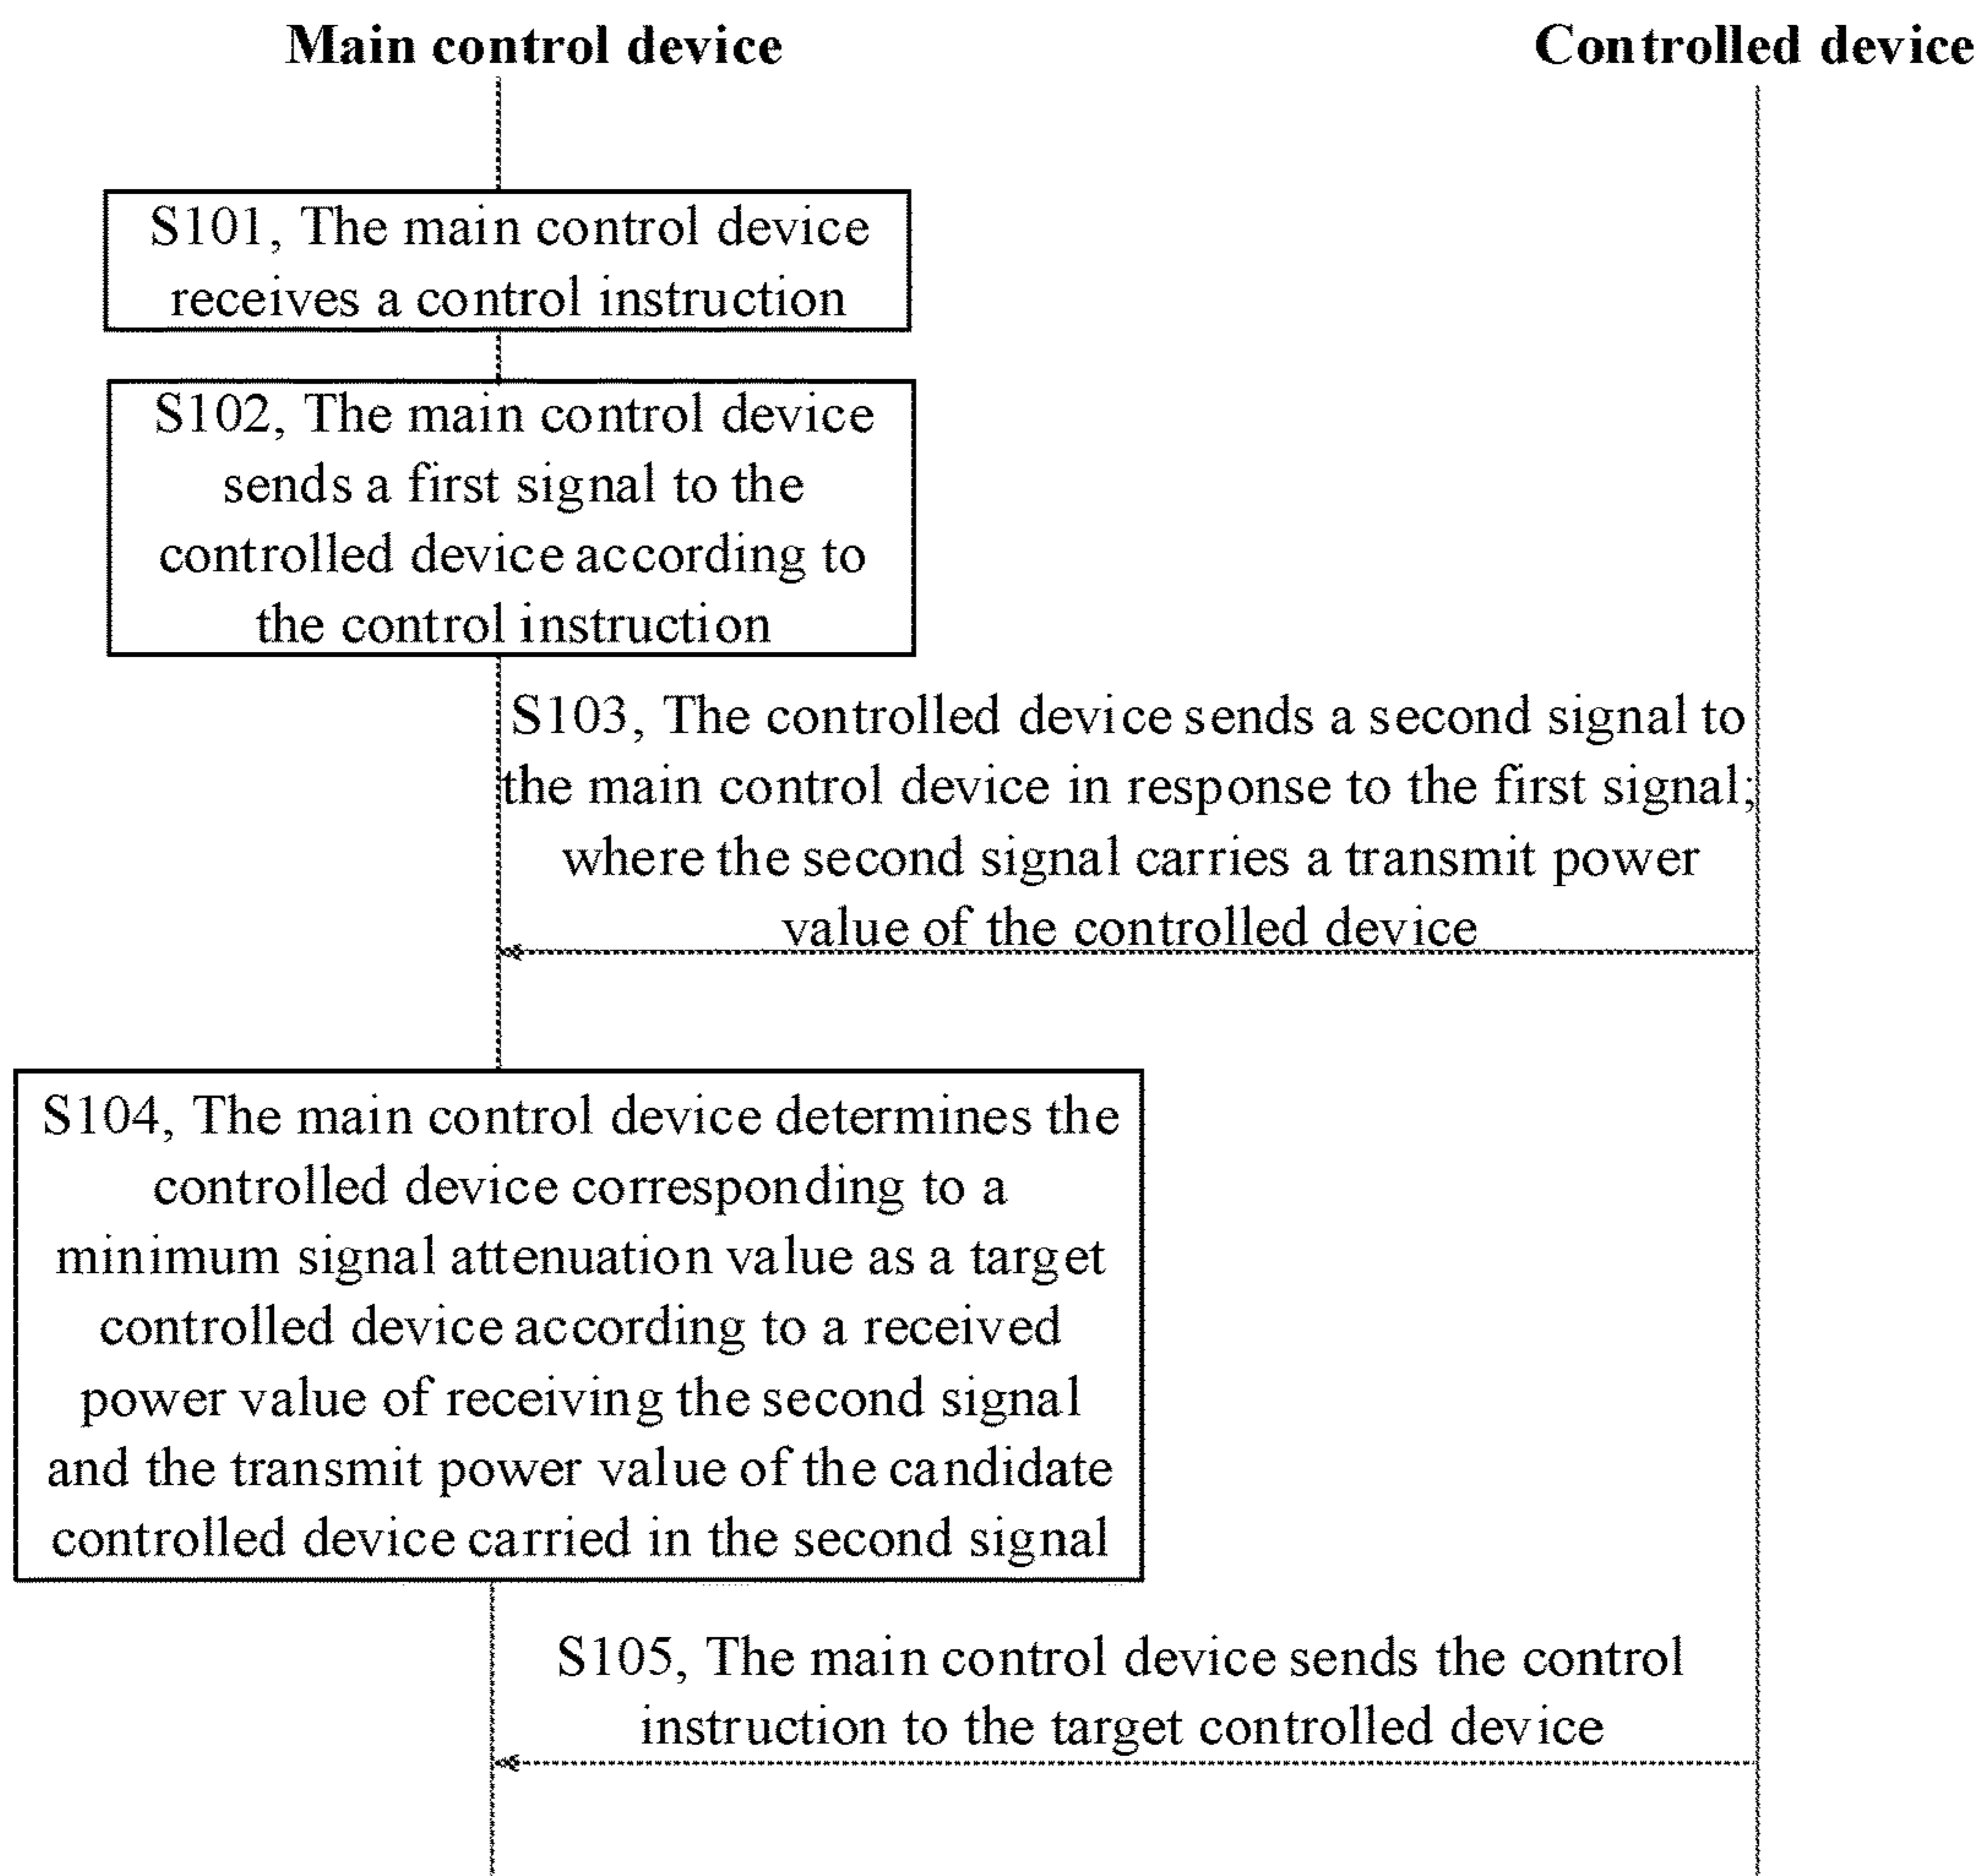 Main control device
Controlled device
S101, The main control device
receives a control instruction
S102, The main control device
sends a first signal to the
controlled device according to
the control instruction
S103, The controlled device sends a second signal to
the main control device in response to the first signal;
where the second signal carries a transmit power
value of the controlled device
S104, The main control device determines the
controlled device corresponding to a
minimum signal attenuation value as a target
controlled device according to a received
power value of receiving the second signal
and the transmit power value of the candidate
controlled device carried in the second signal
S105, The main control device sends the control
instruction to the target controlled device